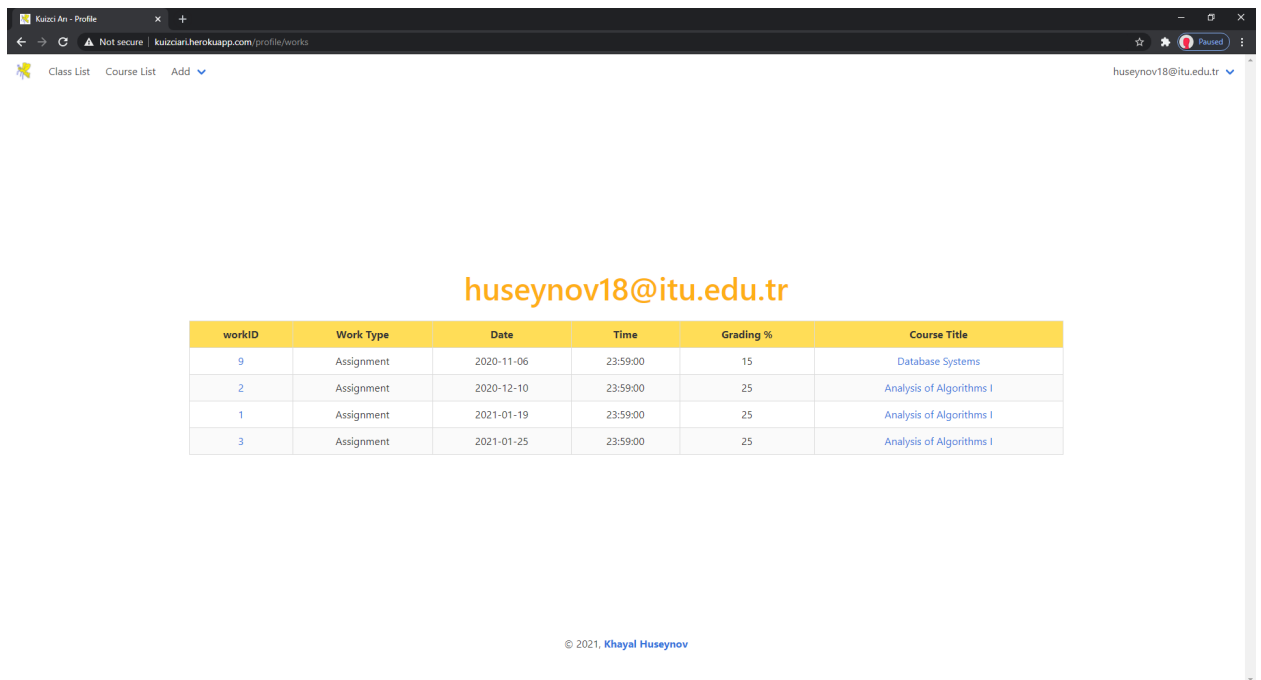 Kuizci Arı - Profile
Not secure | kuizciari.herokuapp.com/profile/works
Paused
Class List Course List Add
huseynov18@itu.edu.tr
huseynov18@itu.edu.tr
workID Work Type Date Time Grading % Course Title
9 Assignment 2020-11-06 23:59:00 15 Database Systems
2 Assignment 2020-12-10 23:59:00 25 Analysis of Algorithms I
1 Assignment 2021-01-19 23:59:00 25 Analysis of Algorithms I
3 Assignment 2021-01-25 23:59:00 25 Analysis of Algorithms I
© 2021, Khayal Huseynov